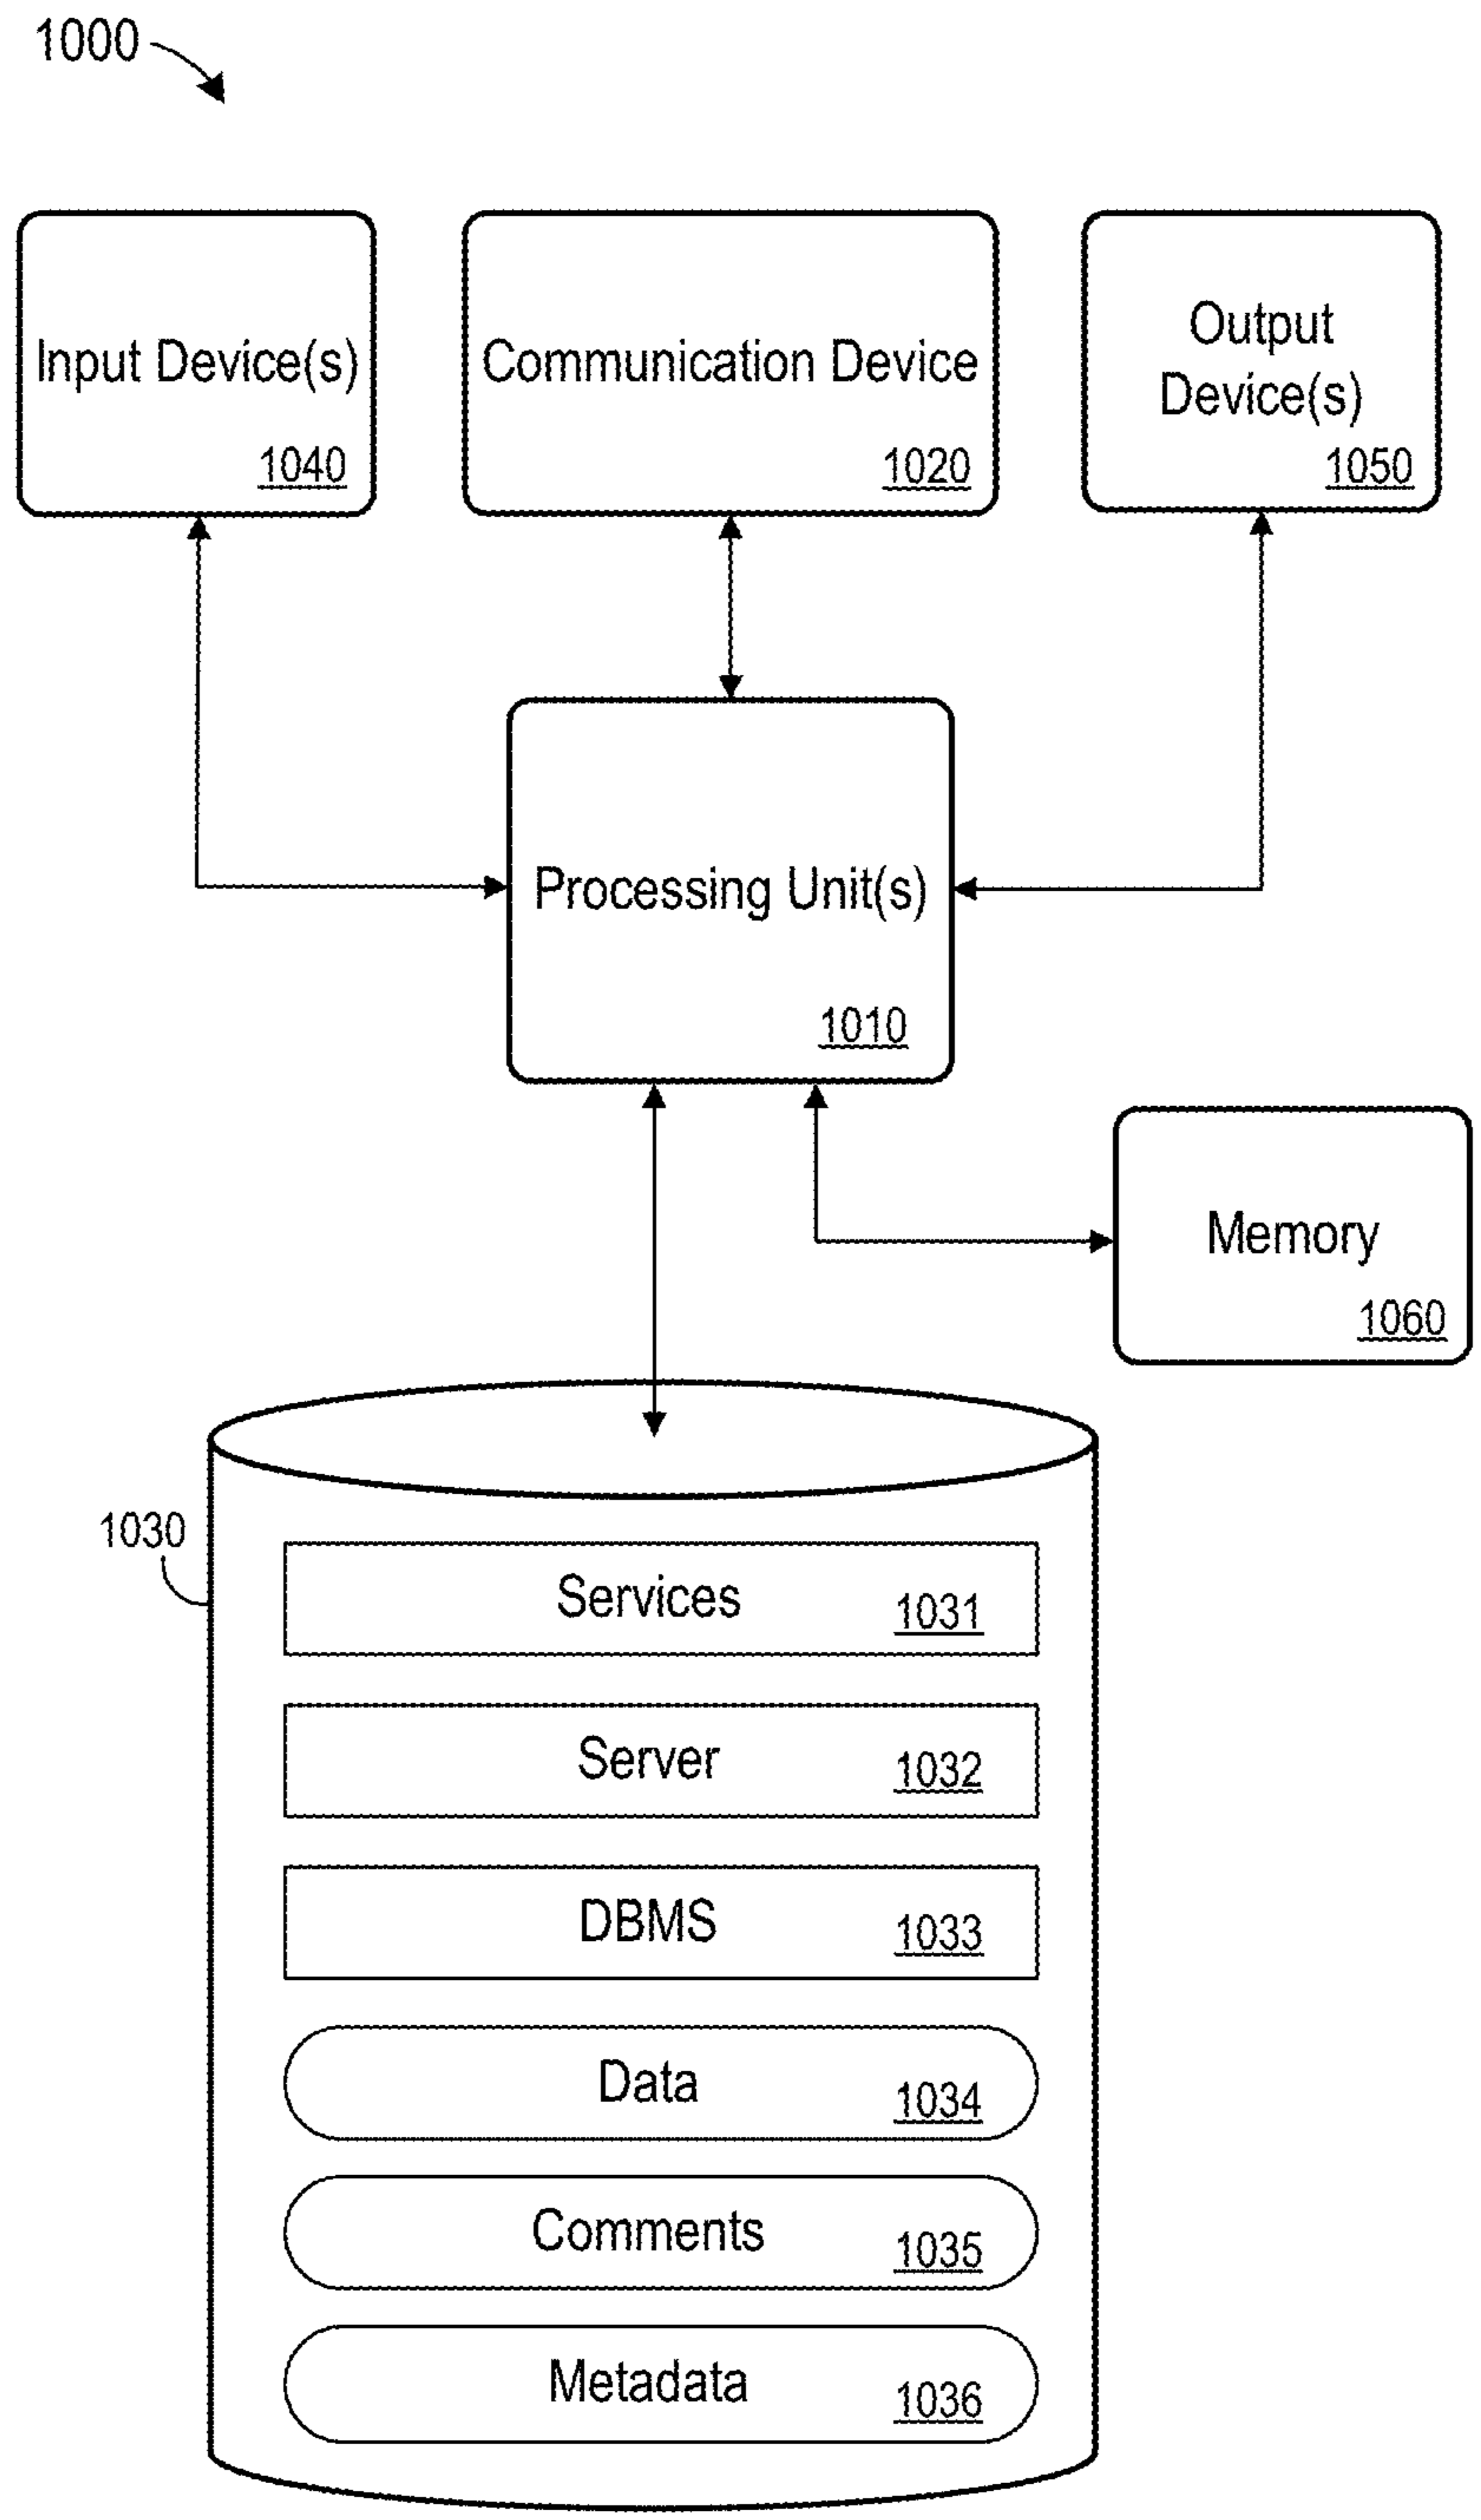 1000
Input Device(s)
1040
Communication Device
1020
Output
Device(s)
1050
Processing Unit(s)
1010
Memory
1060
1030
Services 1031
Server 1032
DBMS 1033
Data 1034
Comments 1035
Metadata 1036